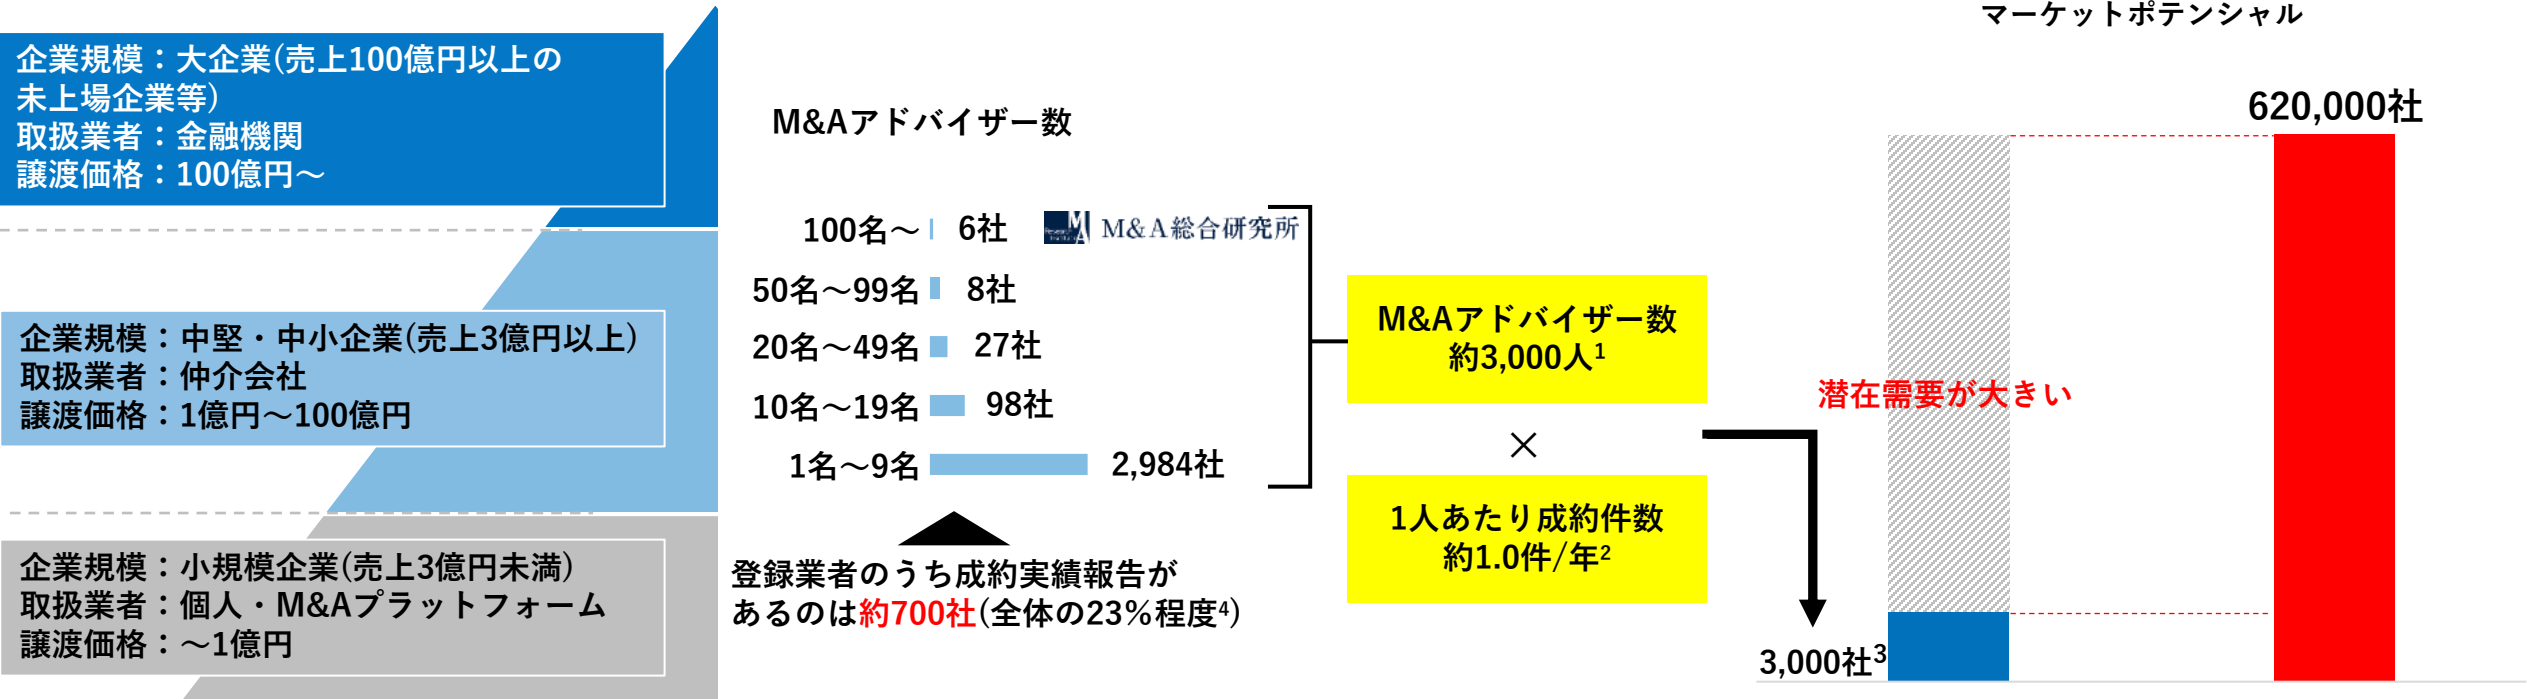 企業規模：大企業(売上100億円以上の
未上場企業等)
取扱業者：金融機関
譲渡価格：100億円～
企業規模：中堅・中小企業(売上3億円以上)
取扱業者：仲介会社
譲渡価格：1億円～100億円
企業規模：小規模企業(売上3億円未満)
取扱業者：個人・M&Aプラットフォーム
譲渡価格：～1億円
M&Aアドバイザー数
100名～ 6社 M&A総合研究所
50名～99名 8社
20名～49名 27社
10名～19名 98社
1名～9名 2,984社
登録業者のうち成約実績報告が
あるのは約700社(全体の23%程度4)
M&Aアドバイザー数
約3,000人1
×
1人あたり成約件数
約1.0件/年2
マーケットポテンシャル
620,000社
潜在需要が大きい
3,000社3